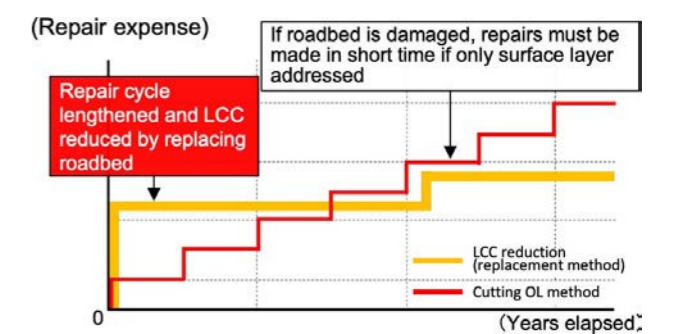 (Repair expense)
If roadbed is damaged, repairs must be
made in short time if only surface layer
addressed
Repair cycle
lengthened and LCC
reduced by replacing
roadbed
LCC reduction
(replacement method)
Cutting OL method
0
(Years elapsed)